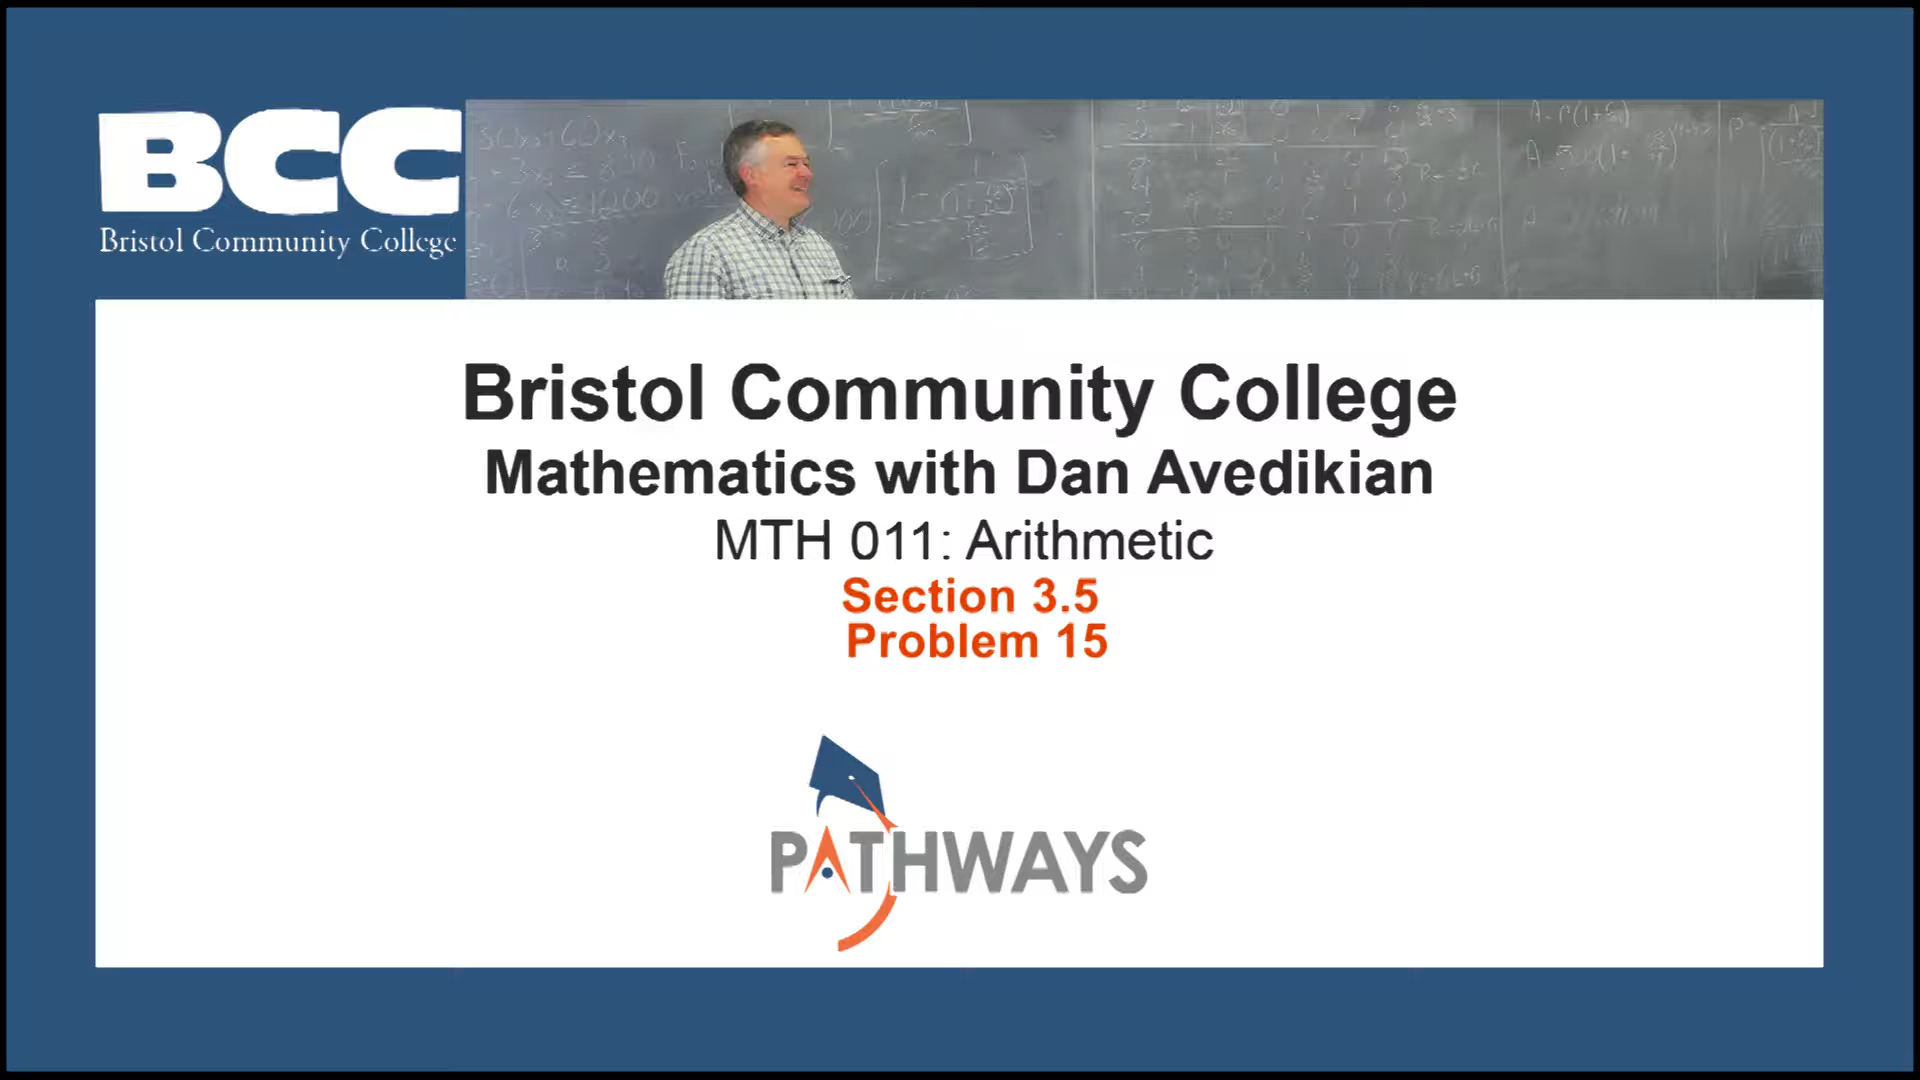 BCC
Bristol Community College
Bristol Community College
Mathematics with Dan Avedikian
MTH 011: Arithmetic
Section 3.5
Problem 15
PATHWAYS